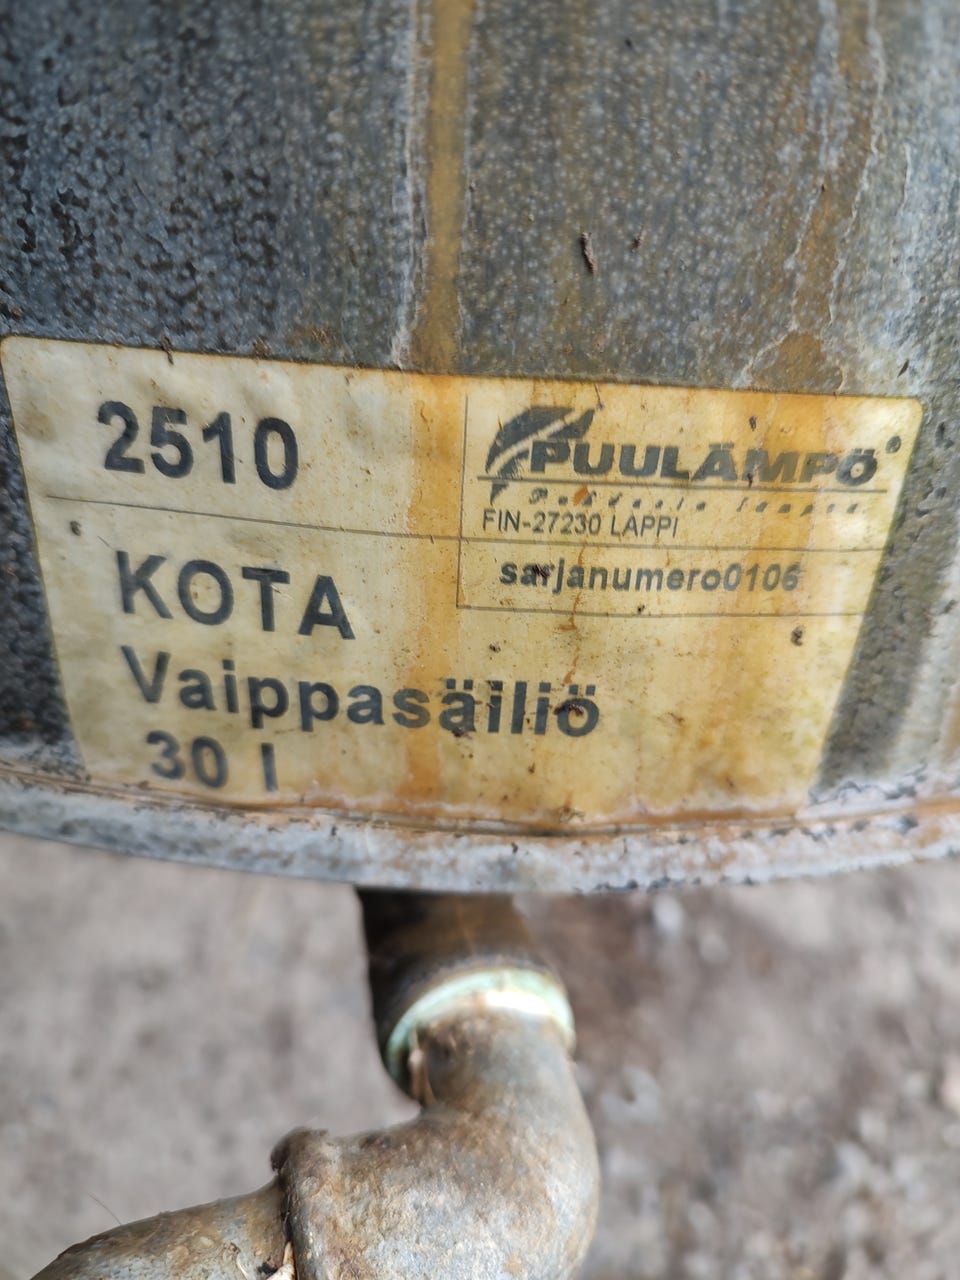 2510
PUULÄMPÖ
FIN-27230 LAPPI
sarjanumero0106
KOTA
Vaippasäiliö
30 l